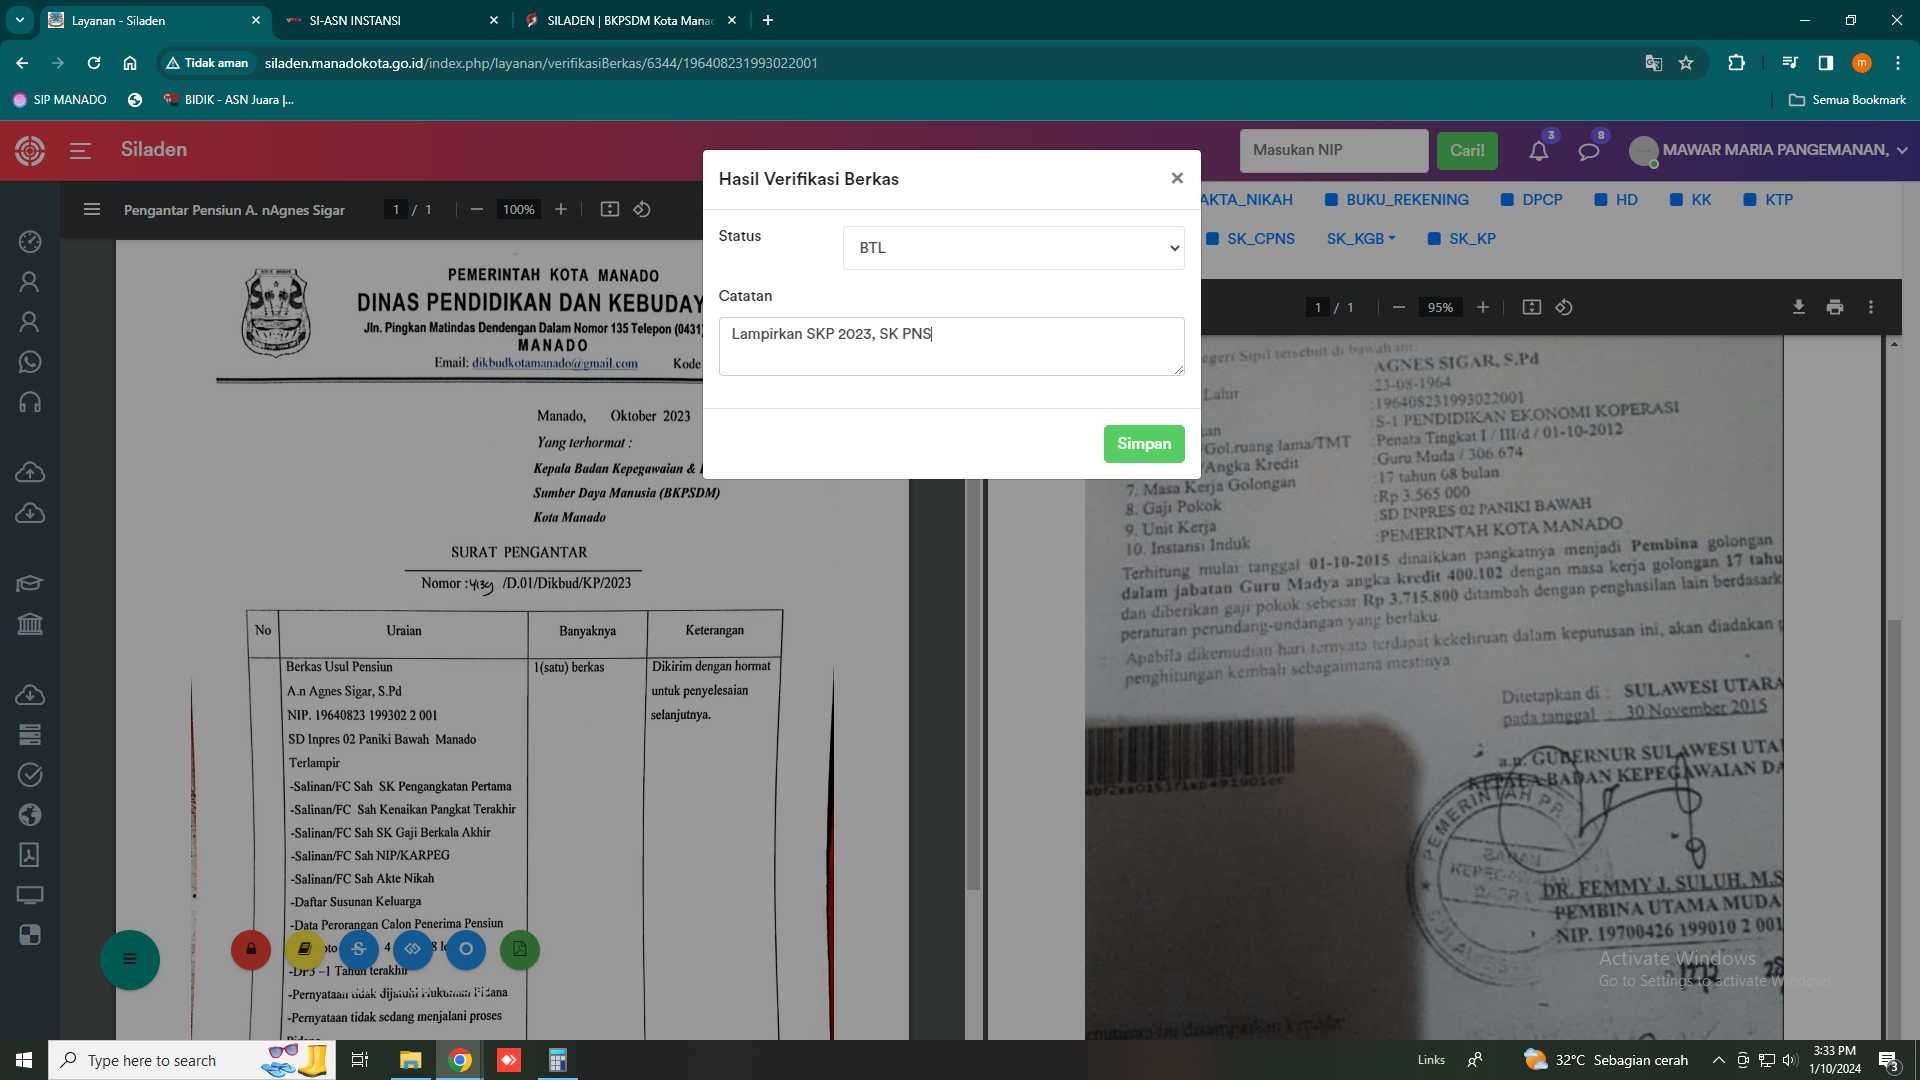 Layanan - Siladen
SI-ASN INSTANSI
SILADEN | BKPSDM Kota Mana
Tidak aman
siladen.manadokota.go.id/index.php/layanan/verifikasiBerkas/6344/196408231993022001
m
SIP MANADO
BIDIK - ASN Juara |...
Semua Bookmark
Siladen
Masukan NIP
Cari!
3
8
MAWAR MARIA PANGEMANAN,
Pengantar Pensiun A. nAgnes Sigar
1 / 1
100%
AKTA_NIKAH
BUKU_REKENING
DPCP
HD
KK
KTP
SK_CPNS
SK_KGB
SK_KP
1 / 1
95%
Hasil Verifikasi Berkas
×
Status
BTL
Catatan
Lampirkan SKP 2023, SK PNS
Simpan
PEMERINTAH KOTA MANADO
DINAS PENDIDIKAN DAN KEBUDAY
Jln. Pingkan Matindas Dendengan Dalam Nomor 135 Telepon (0431)
MANADO
Email: dikbudkotamanado@gmail.com Kode
Manado, Oktober 2023
Yang terhormat :
Kepala Badan Kepegawaian &
Sumber Daya Manusia (BKPSDM)
Kota Manado
SURAT PENGANTAR
Nomor : /D.01/Dikbud/KP/2023
No Uraian Banyaknya Keterangan
Berkas Usul Pensiun 1(satu) berkas Dikirim dengan hormat
A.n Agnes Sigar, S.Pd untuk penyelesaian
NIP. 19640823 199302 2 001 selanjutnya.
SD Inpres 02 Paniki Bawah Manado
Terlampir
-Salinan/FC Sah SK Pengangkatan Pertama
-Salinan/FC Sah Kenaikan Pangkat Terakhir
-Salinan/FC Sah SK Gaji Berkala Akhir
-Salinan/FC Sah NIP/KARPEG
-Salinan/FC Sah Akte Nikah
-Daftar Susunan Keluarga
-Data Perorangan Calon Penerima Pensiun
4
-DP3 –1 Tahun terakhir
-Pernyataan tidak dijatuhi Hukuman Pidana
-Pernyataan tidak sedang menjalani proses
egeri Sipil tersebut di bawah ini:
AGNES SIGAR, S.Pd
Lahir :23-08-1964
:196408231993022001
:S-1 PENDIDIKAN EKONOMI KOPERASI
/Gol.ruang lama/TMT :Penata Tingkat I / III/d / 01-10-2012
/Angka Kredit :Guru Muda / 306.674
7. Masa Kerja Golongan :17 tahun 08 bulan
8. Gaji Pokok :Rp 3.565 000
9. Unit Kerja :SD INPRES 02 PANIKI BAWAH
10. Instansi Induk :PEMERINTAH KOTA MANADO
Terhitung mulai tanggal 01-10-2015 dinaikkan pangkatnya menjadi Pembina golongan
dalam jabatan Guru Madya angka kredit 400.102 dengan masa kerja golongan 17 tahu
dan diberikan gaji pokok sebesar Rp 3.715.800 ditambah dengan penghasilan lain berdasark
peraturan perundang-undangan yang berlaku.
Apabila dikemudian hari ternyata terdapat kekeliruan dalam keputusan ini, akan diadakan p
penghitungan kembali sebagaimana mestinya.
Ditetapkan di : SULAWESI UTARA
pada tanggal : 30 November 2015
a.n. GUBERNUR SULAWESI UTA
KEPALA BADAN KEPEGAWAIAN DA
DR. FEMMY J. SULUH, M.S
PEMBINA UTAMA MUDA
NIP. 19700426 199010 2 001
Activate Windows
Go to Settings to activate Windows.
Type here to search
Links
32°C Sebagian cerah
3:33 PM
1/10/2024
3